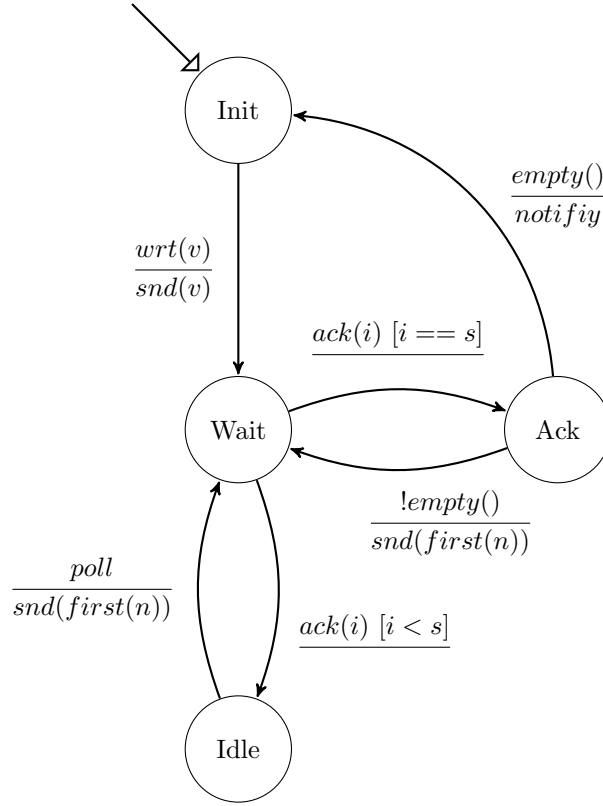 Init
empty()
notifiy
wrt(v)
snd(v)
ack(i) [i == s]
Wait
Ack
!empty()
snd(first(n))
poll
snd(first(n))
ack(i) [i < s]
Idle